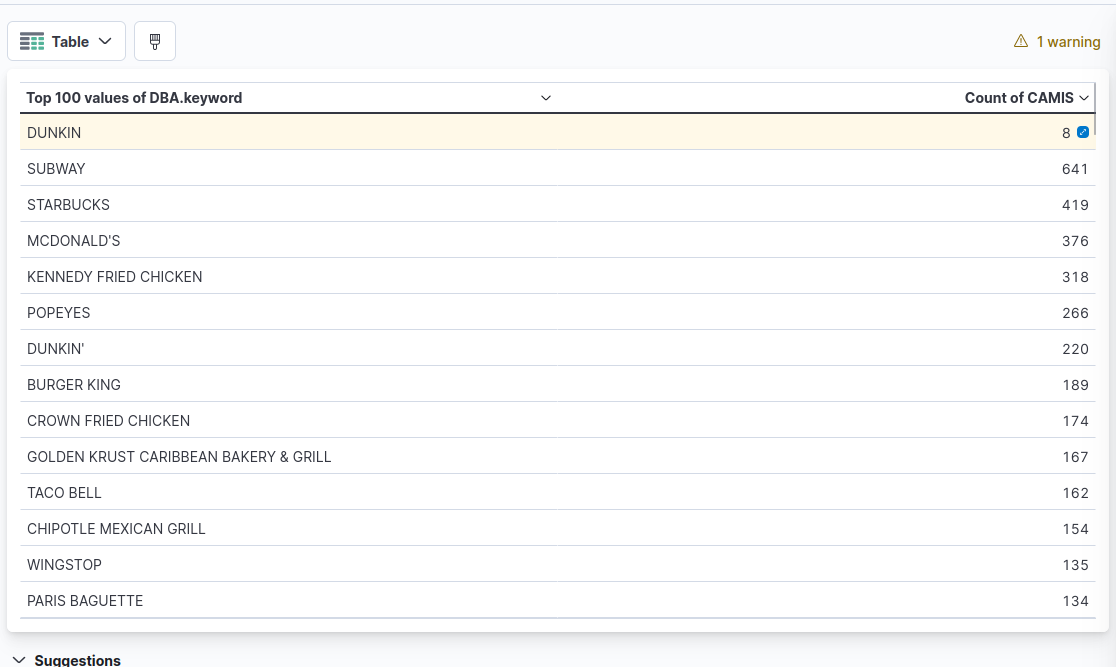 Table
1 warning
Top 100 values of DBA.keyword Count of CAMIS
DUNKIN 8
SUBWAY 641
STARBUCKS 419
MCDONALD'S 376
KENNEDY FRIED CHICKEN 318
POPEYES 266
DUNKIN' 220
BURGER KING 189
CROWN FRIED CHICKEN 174
GOLDEN KRUST CARIBBEAN BAKERY & GRILL 167
TACO BELL 162
CHIPOTLE MEXICAN GRILL 154
WINGSTOP 135
PARIS BAGUETTE 134
Suggestions